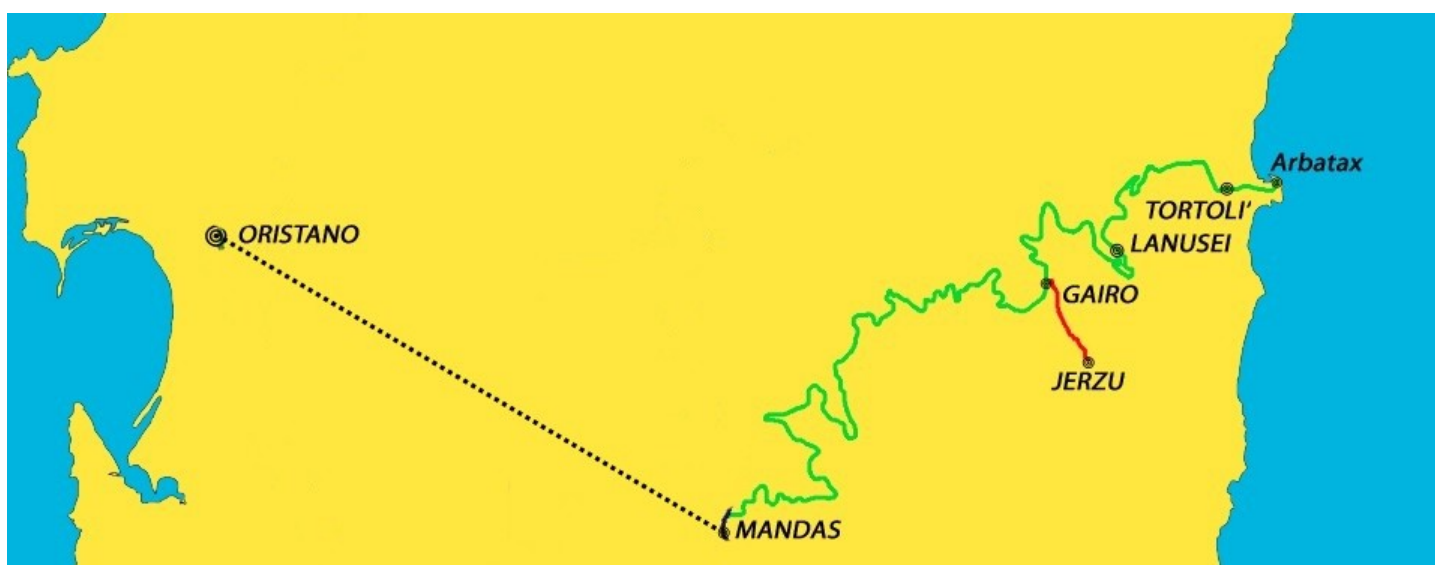 Arbatax
TORTOLI'
ORISTANO
LANUSEI
GAIRO
JERZU
MANDAS